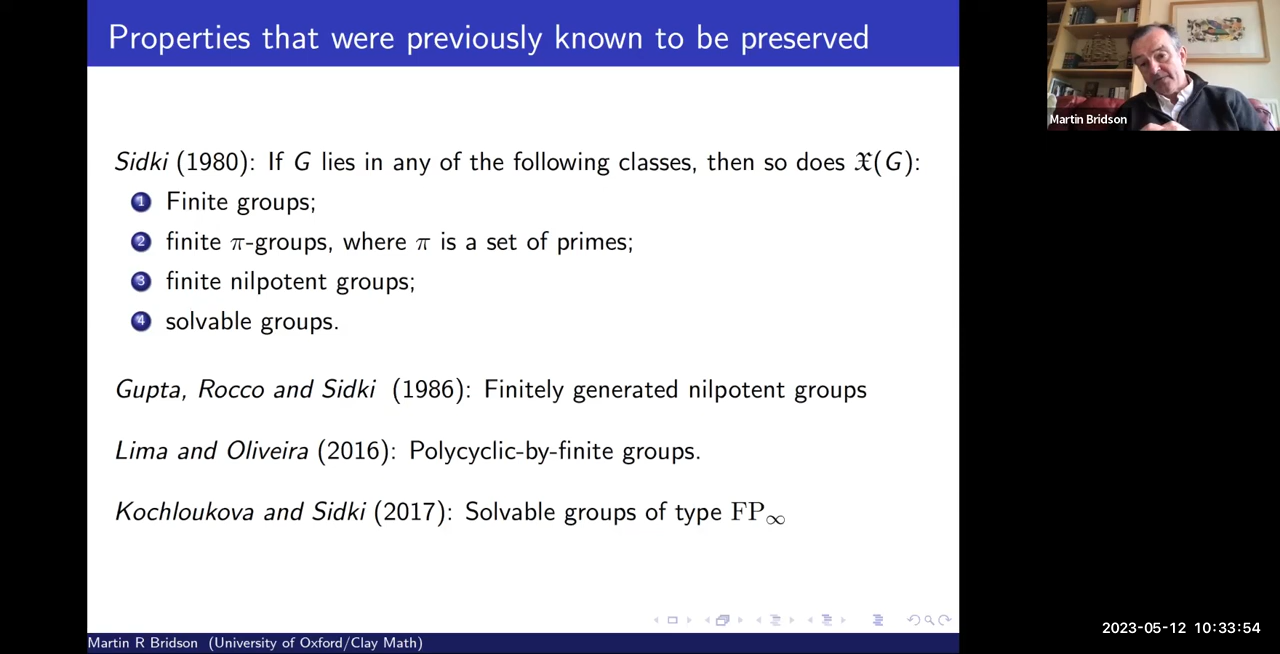 Properties that were previously known to be preserved
Martin Bridson
Sidki (1980): If G lies in any of the following classes, then so does 𝔛(G):
1 Finite groups;
2 finite π-groups, where π is a set of primes;
3 finite nilpotent groups;
4 solvable groups.
Gupta, Rocco and Sidki (1986): Finitely generated nilpotent groups
Lima and Oliveira (2016): Polycyclic-by-finite groups.
Kochloukova and Sidki (2017): Solvable groups of type FP∞
Martin R Bridson (University of Oxford/Clay Math)
2023-05-12 10:33:54